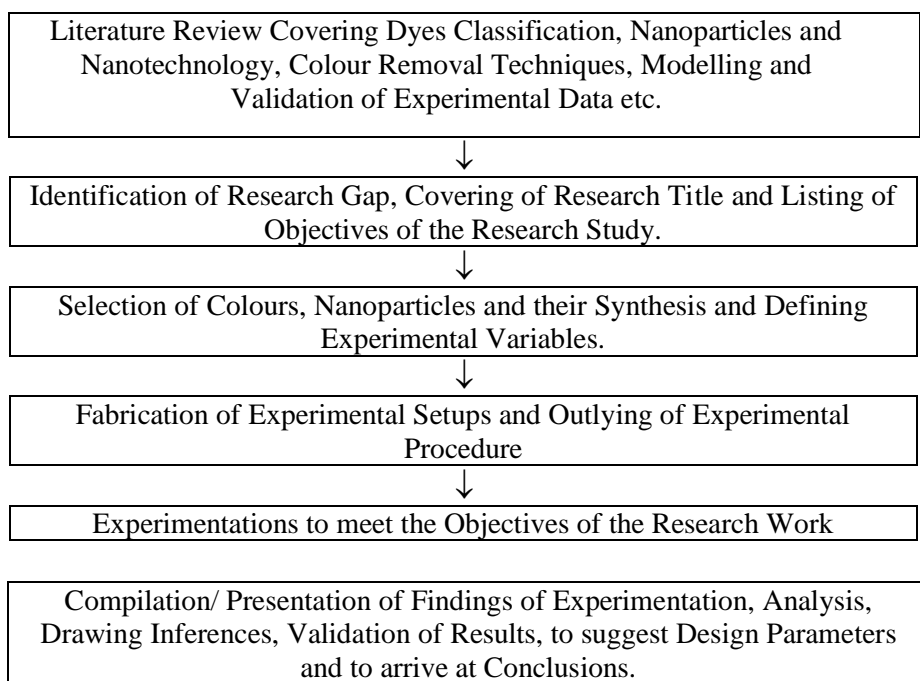 Literature Review Covering Dyes Classification, Nanoparticles and
Nanotechnology, Colour Removal Techniques, Modelling and
Validation of Experimental Data etc.
↓
Identification of Research Gap, Covering of Research Title and Listing of
Objectives of the Research Study.
↓
Selection of Colours, Nanoparticles and their Synthesis and Defining
Experimental Variables.
↓
Fabrication of Experimental Setups and Outlying of Experimental
Procedure
↓
Experimentations to meet the Objectives of the Research Work
Compilation/ Presentation of Findings of Experimentation, Analysis,
Drawing Inferences, Validation of Results, to suggest Design Parameters
and to arrive at Conclusions.